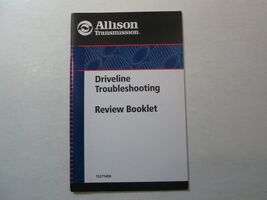 Allison
Transmission
Driveline
Troubleshooting
Review Booklet